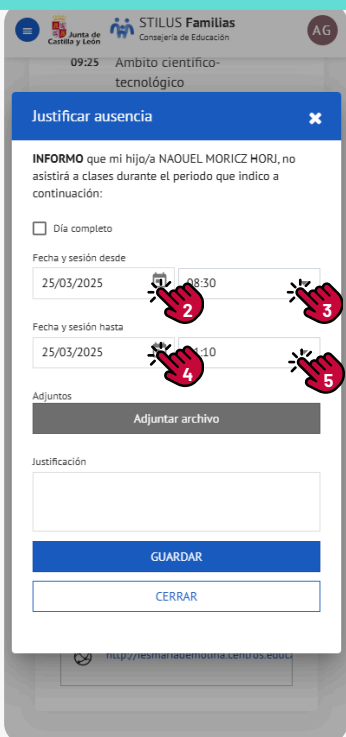 Junta de
Castilla y León
STILUS Familias
Consejería de Educación
AG
09:25 Ámbito científico-
tecnológico
Justificar ausencia
INFORMO que mi hijo/a NAOUEL MORICZ HORJ, no
asistirá a clases durante el periodo que indico a
continuación:
Día completo
Fecha y sesión desde
25/03/2025 08:30
2 3
Fecha y sesión hasta
25/03/2025 :10
4 5
Adjuntos
Adjuntar archivo
Justificación
GUARDAR
CERRAR
http://iesmariademolina.centros.educa